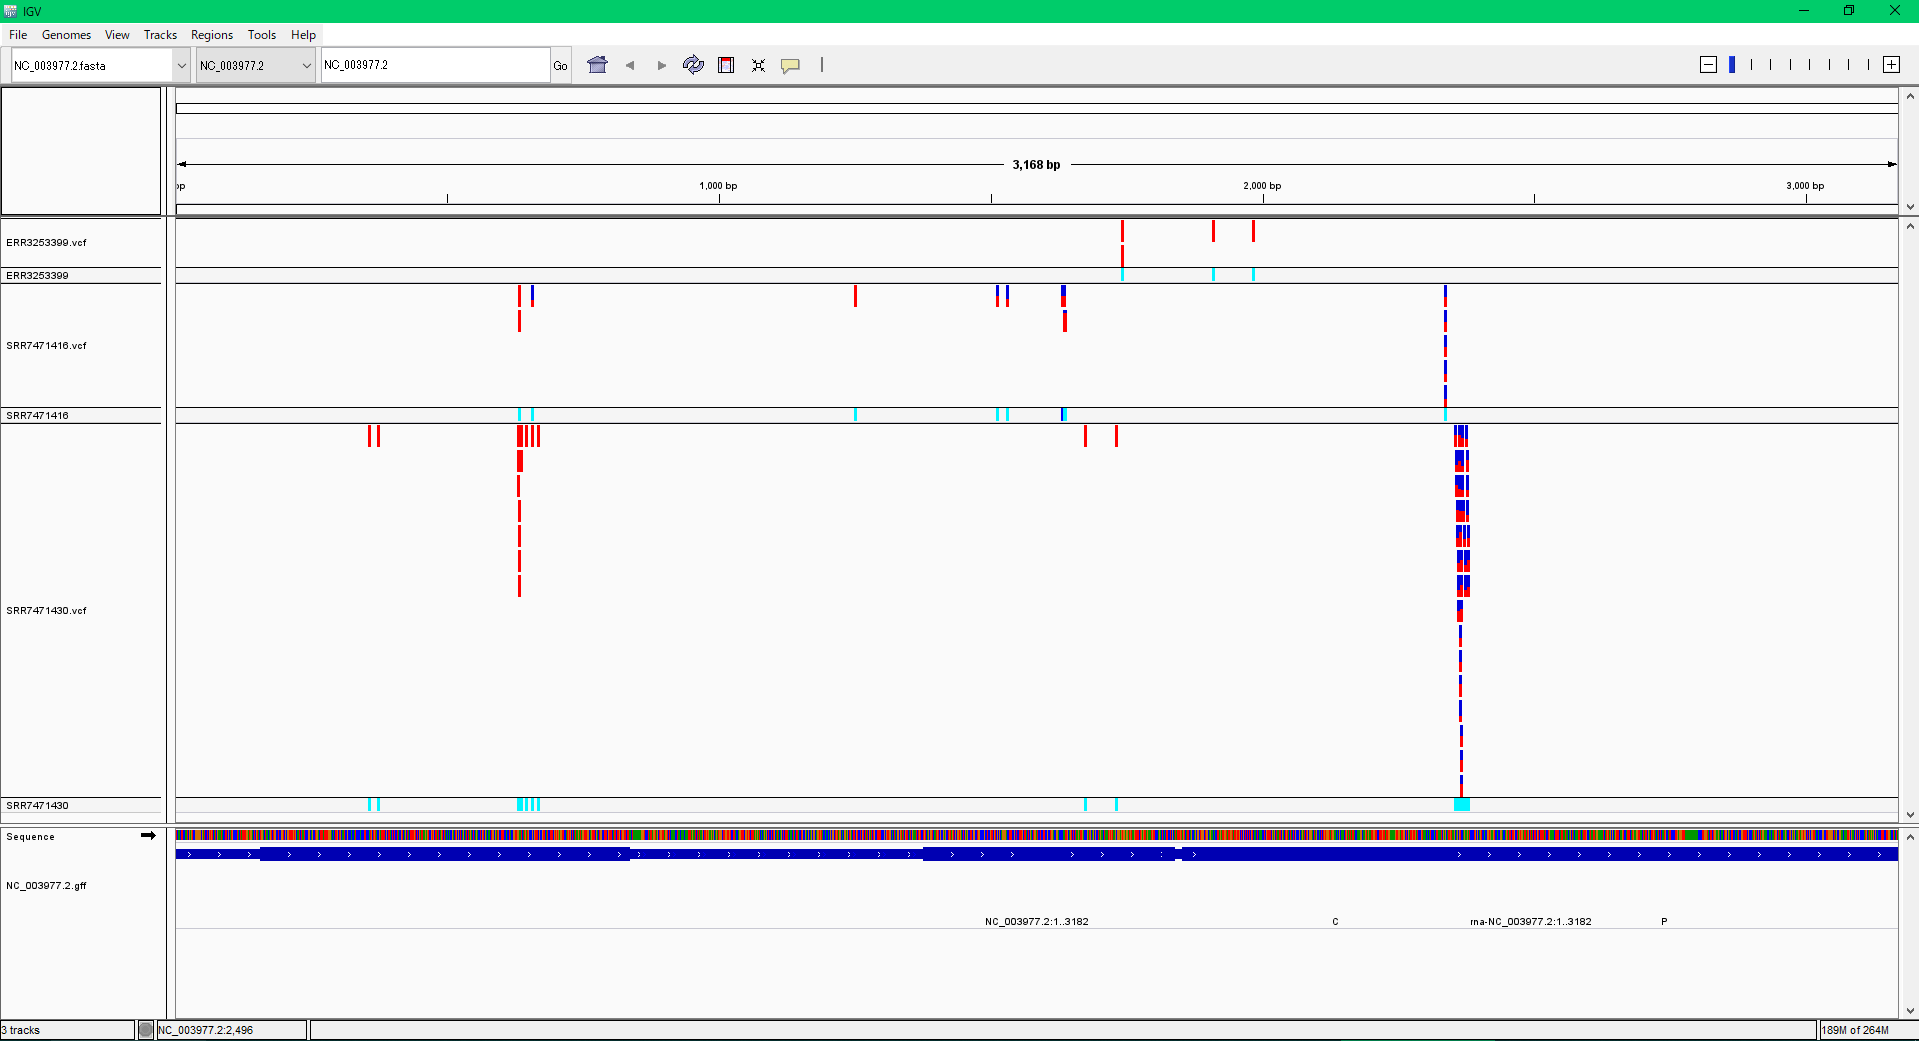 IGV
File Genomes View Tracks Regions Tools Help
NC_003977.2.fasta NC_003977.2 NC_003977.2 Go
3,168 bp
bp 1,000 bp 2,000 bp 3,000 bp
ERR3253399.vcf
ERR3253399
SRR7471416.vcf
SRR7471416
SRR7471430.vcf
SRR7471430
Sequence
NC_003977.2.gff
NC_003977.2:1..3182 C rna-NC_003977.2:1..3182 P
3 tracks NC_003977.2:2,496 189M of 264M